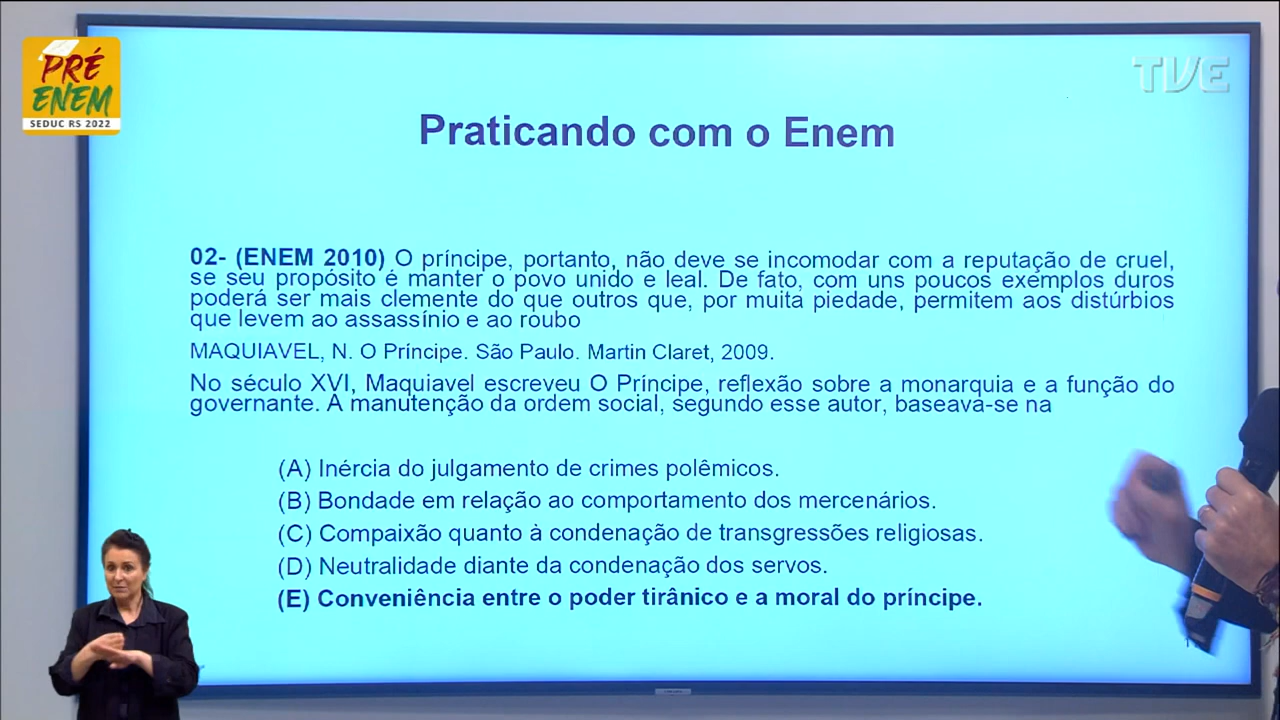 PRÉ
ENEM
SEDUC RS 2022
TVE
Praticando com o Enem
02- (ENEM 2010) O príncipe, portanto, não deve se incomodar com a reputação de cruel,
se seu propósito é manter o povo unido e leal. De fato, com uns poucos exemplos duros
poderá ser mais clemente do que outros que, por muita piedade, permitem aos distúrbios
que levem ao assassínio e ao roubo
MAQUIAVEL, N. O Príncipe. São Paulo. Martin Claret, 2009.
No século XVI, Maquiavel escreveu O Príncipe, reflexão sobre a monarquia e a função do
governante. A manutenção da ordem social, segundo esse autor, baseava-se na
(A) Inércia do julgamento de crimes polêmicos.
(B) Bondade em relação ao comportamento dos mercenários.
(C) Compaixão quanto à condenação de transgressões religiosas.
(D) Neutralidade diante da condenação dos servos.
(E) Conveniência entre o poder tirânico e a moral do príncipe.